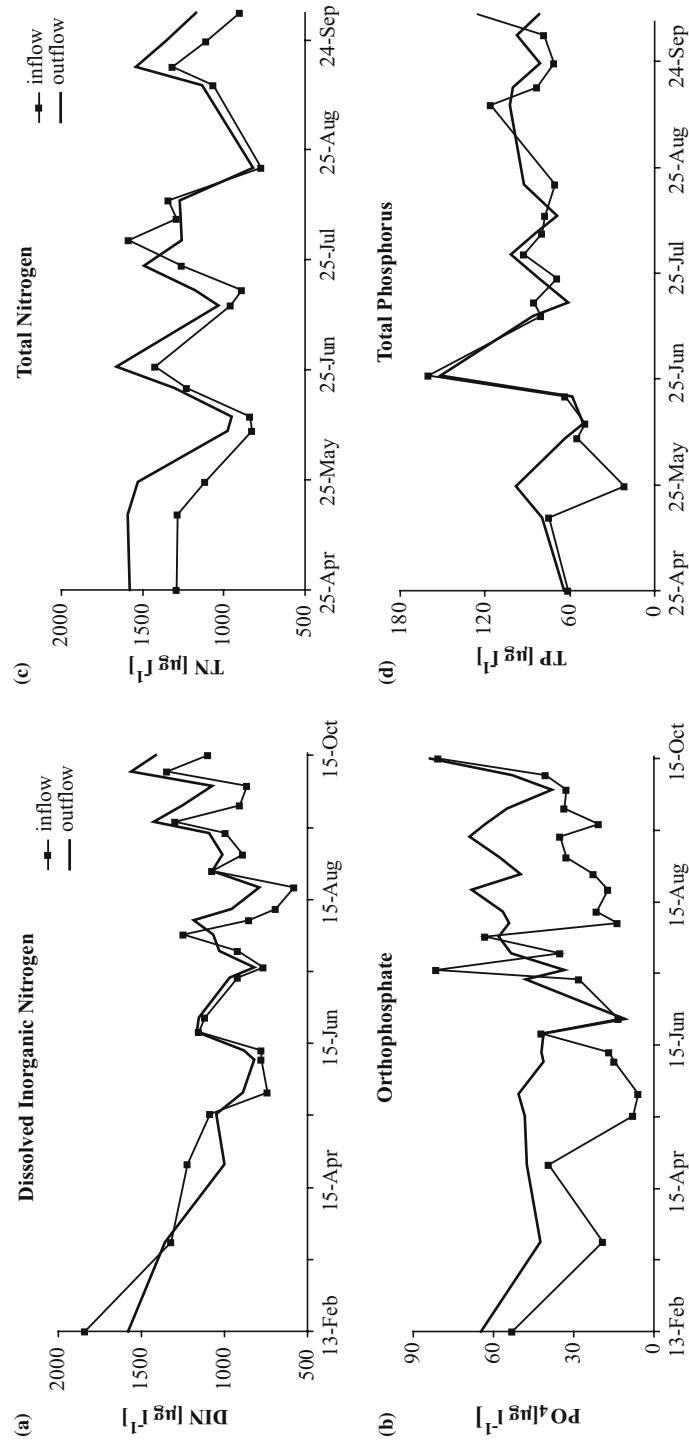 (a)
Dissolved Inorganic Nitrogen
inflow
outflow
DIN [µg l-1]
2000
1500
1000
500
13-Feb
15-Apr
15-Jun
15-Aug
15-Oct
(b)
Orthophosphate
PO4[µg l-1]
90
60
30
0
13-Feb
15-Apr
15-Jun
15-Aug
15-Oct
(c)
Total Nitrogen
inflow
outflow
TN [µg l-1]
2000
1500
1000
500
25-Apr
25-May
25-Jun
25-Jul
25-Aug
24-Sep
(d)
Total Phosphorus
TP [µg l-1]
180
120
60
0
25-Apr
25-May
25-Jun
25-Jul
25-Aug
24-Sep